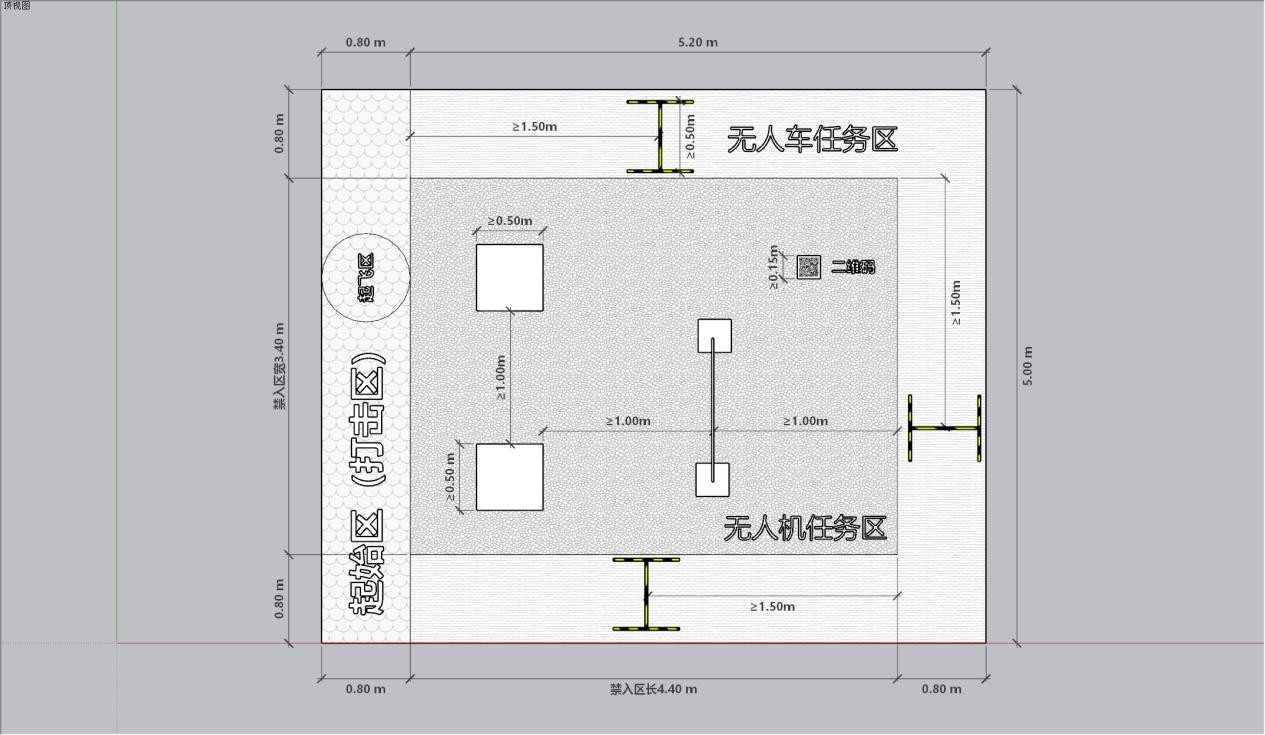 顶视图
0.80 m
5.20 m
0.80 m
≥1.50m
≥0.50m
无人车任务区
≥0.50m
≥0.15m
二维码
起飞区
≥1.50m
禁入区宽3.40 m
≥1.00m
5.00 m
≥1.00m
≥1.00m
起始区（打击区）
≥0.50 m
无人机任务区
0.80 m
≥1.50m
0.80 m
禁入区长4.40 m
0.80 m